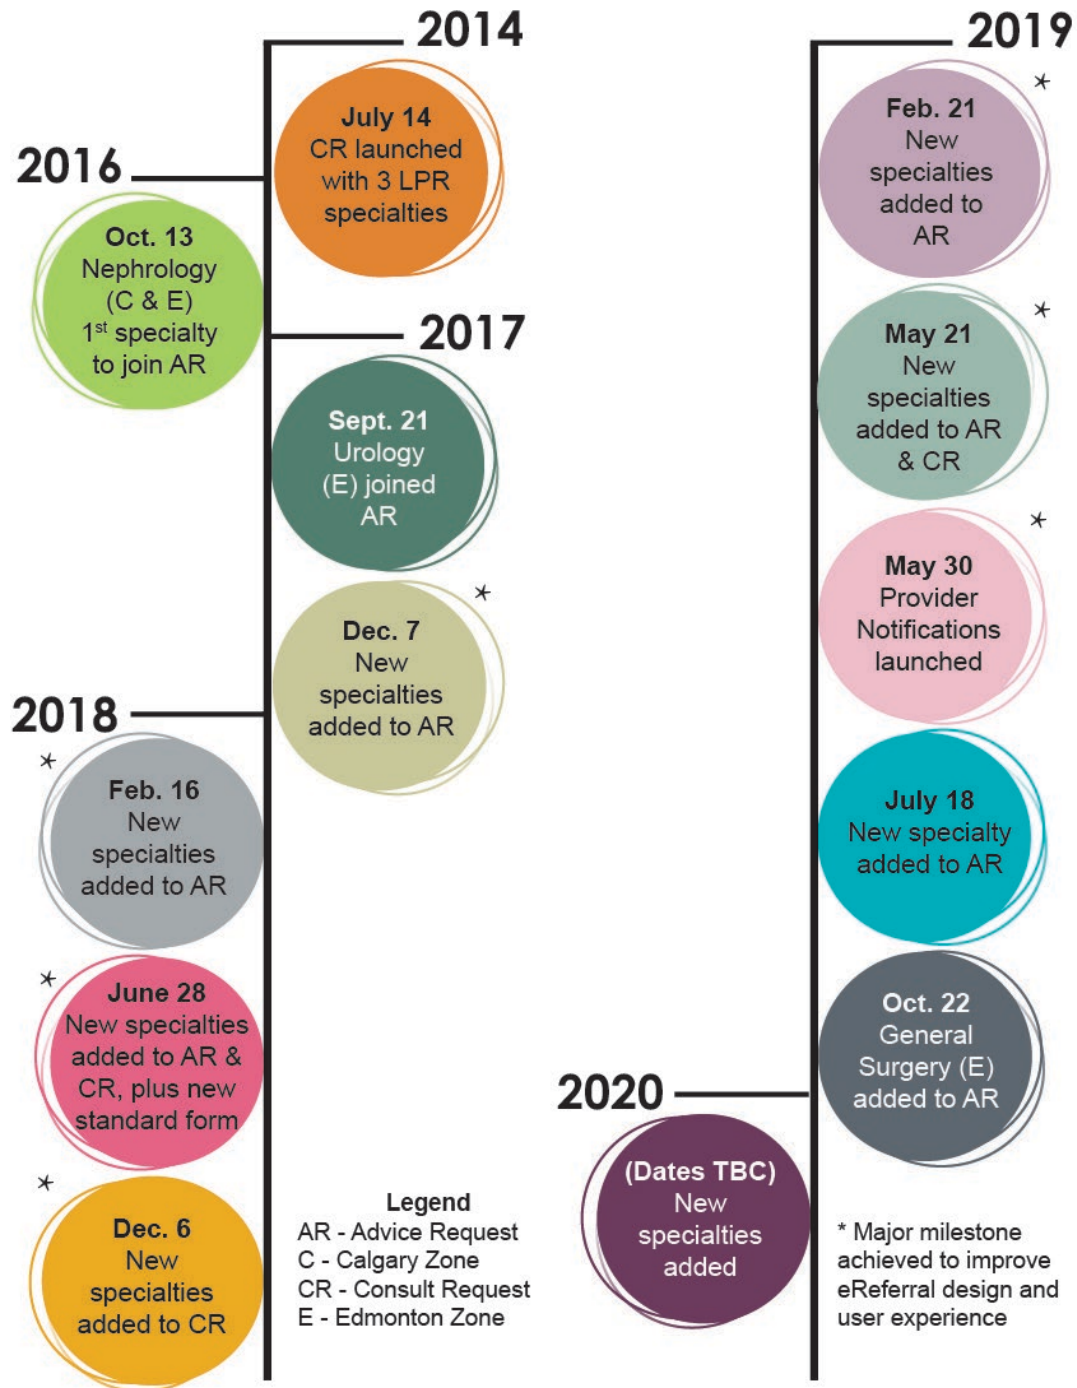 2014
July 14
CR launched
with 3 LPR
specialties
2016
Oct. 13
Nephrology
(C & E)
1st specialty
to join AR
2017
Sept. 21
Urology
(E) joined
AR
*
Dec. 7
New
specialties
added to AR
2018
*
Feb. 16
New
specialties
added to AR
*
June 28
New specialties
added to AR &
CR, plus new
standard form
*
Dec. 6
New
specialties
added to CR
Legend
AR - Advice Request
C - Calgary Zone
CR - Consult Request
E - Edmonton Zone
2019
*
Feb. 21
New
specialties
added to
AR
*
May 21
New
specialties
added to AR
& CR
*
May 30
Provider
Notifications
launched
July 18
New specialty
added to AR
Oct. 22
General
Surgery (E)
added to AR
2020
(Dates TBC)
New
specialties
added
* Major milestone
achieved to improve
eReferral design and
user experience